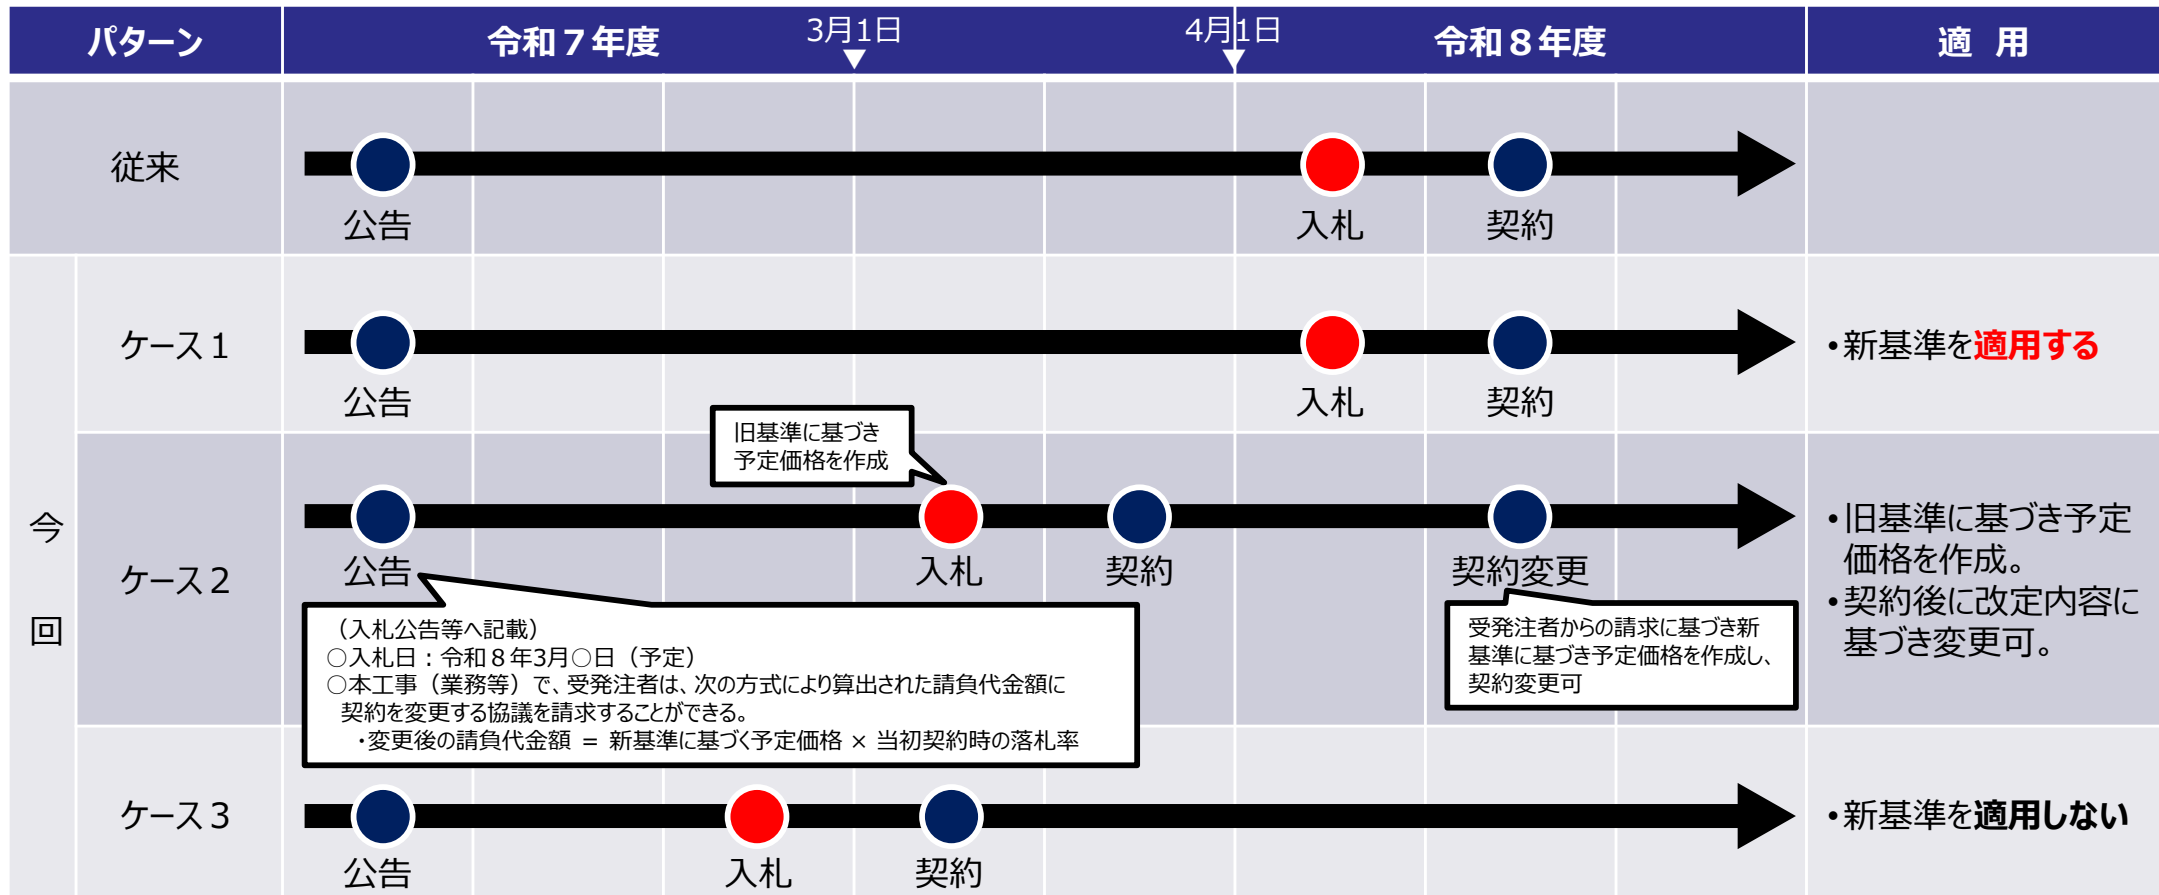 パターン
令和７年度
3月1日
4月1日
令和８年度
適 用
従来
公告
入札
契約
今回
ケース１
公告
入札
契約
・新基準を適用する
ケース２
旧基準に基づき
予定価格を作成
公告
入札
契約
契約変更
（入札公告等へ記載）
○入札日：令和８年3月○日（予定）
○本工事（業務等）で、受発注者は、次の方式により算出された請負代金額に
契約を変更する協議を請求することができる。
・変更後の請負代金額 = 新基準に基づく予定価格 × 当初契約時の落札率
受発注者からの請求に基づき新
基準に基づき予定価格を作成し、
契約変更可
・旧基準に基づき予定
価格を作成。
・契約後に改定内容に
基づき変更可。
ケース３
公告
入札
契約
・新基準を適用しない